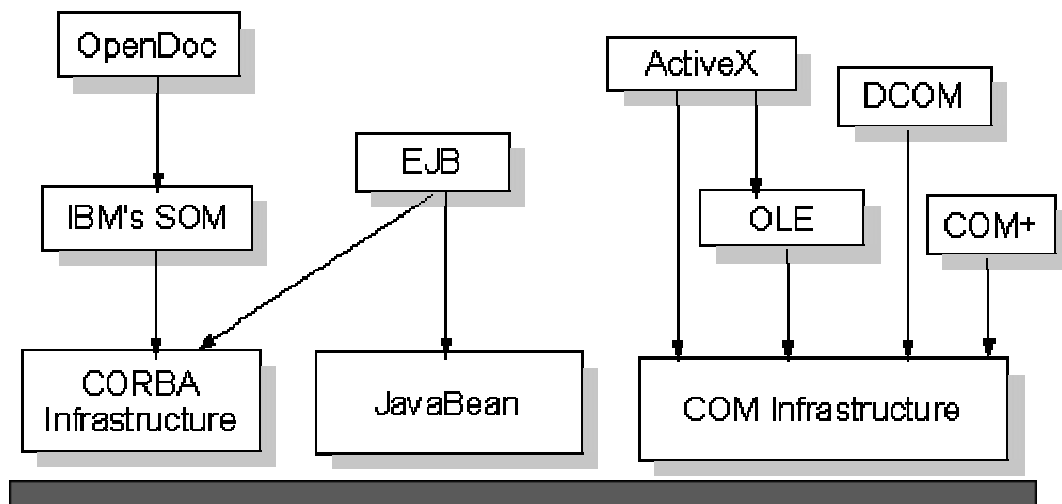 OpenDoc
ActiveX
DCOM
EJB
IBM's SOM
OLE
COM+
CORBA
Infrastructure
JavaBean
COM Infrastructure